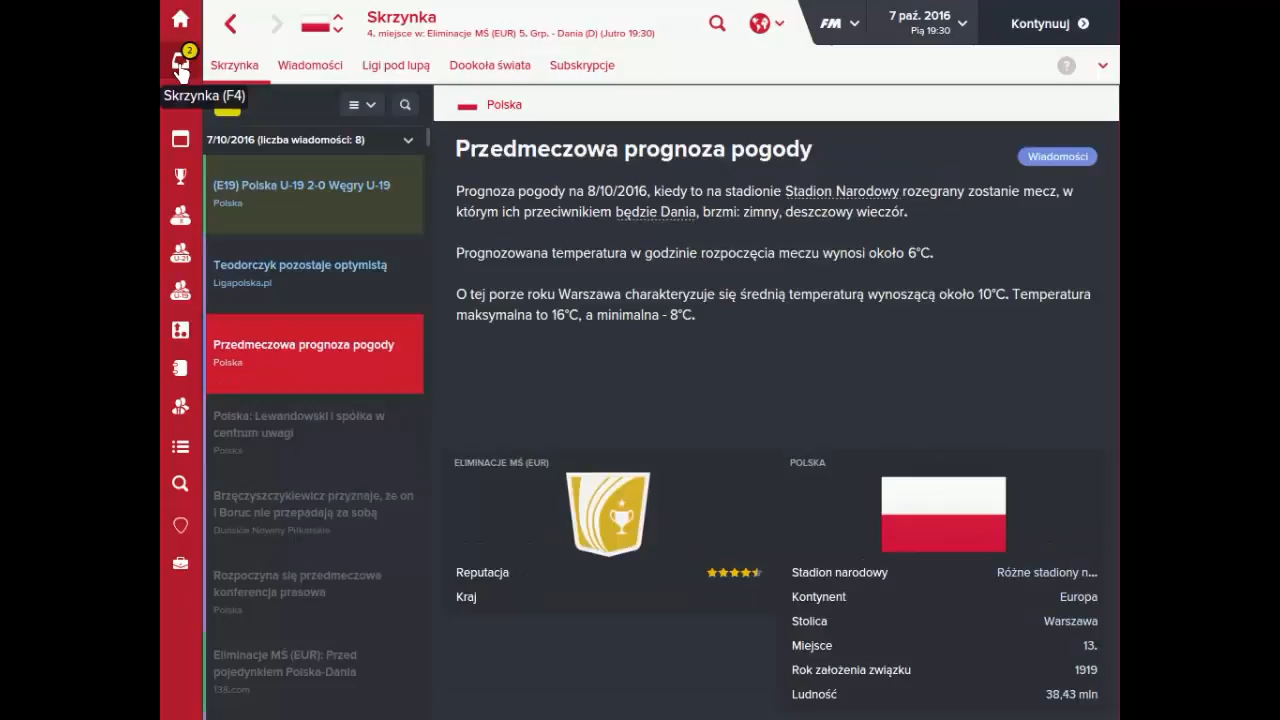 2
Skrzynka (F4)
Skrzynka
4. miejsce w: Eliminacje MŚ (EUR) 5. Grp. - Dania (D) (Jutro 19:30)
FM
7 paź. 2016
Pią 19:30
Kontynuuj
Skrzynka
Wiadomości
Ligi pod lupą
Dookoła świata
Subskrypcje
?
7/10/2016 (liczba wiadomości: 8)
(E19) Polska U-19 2-0 Węgry U-19
Polska
Teodorczyk pozostaje optymistą
Ligapolska.pl
Przedmeczowa prognoza pogody
Polska
Polska: Lewandowski i spółka w
centrum uwagi
Polska
Brzęczyszczykiewicz przyznaje, że on
i Boruc nie przepadają za sobą
Duńskie Nowiny Piłkarskie
Rozpoczyna się przedmeczowa
konferencja prasowa
Polska
Eliminacje MŚ (EUR): Przed
pojedynkiem Polska-Dania
138.com
U-21
U-19
Polska
Przedmeczowa prognoza pogody
Wiadomości
Prognoza pogody na 8/10/2016, kiedy to na stadionie Stadion Narodowy rozegrany zostanie mecz, w
którym ich przeciwnikiem będzie Dania, brzmi: zimny, deszczowy wieczór.
Prognozowana temperatura w godzinie rozpoczęcia meczu wynosi około 6°C.
O tej porze roku Warszawa charakteryzuje się średnią temperaturą wynoszącą około 10°C. Temperatura
maksymalna to 16°C, a minimalna - 8°C.
ELIMINACJE MŚ (EUR)
Reputacja
Kraj
POLSKA
Stadion narodowy Różne stadiony n...
Kontynent Europa
Stolica Warszawa
Miejsce 13.
Rok założenia związku 1919
Ludność 38,43 mln